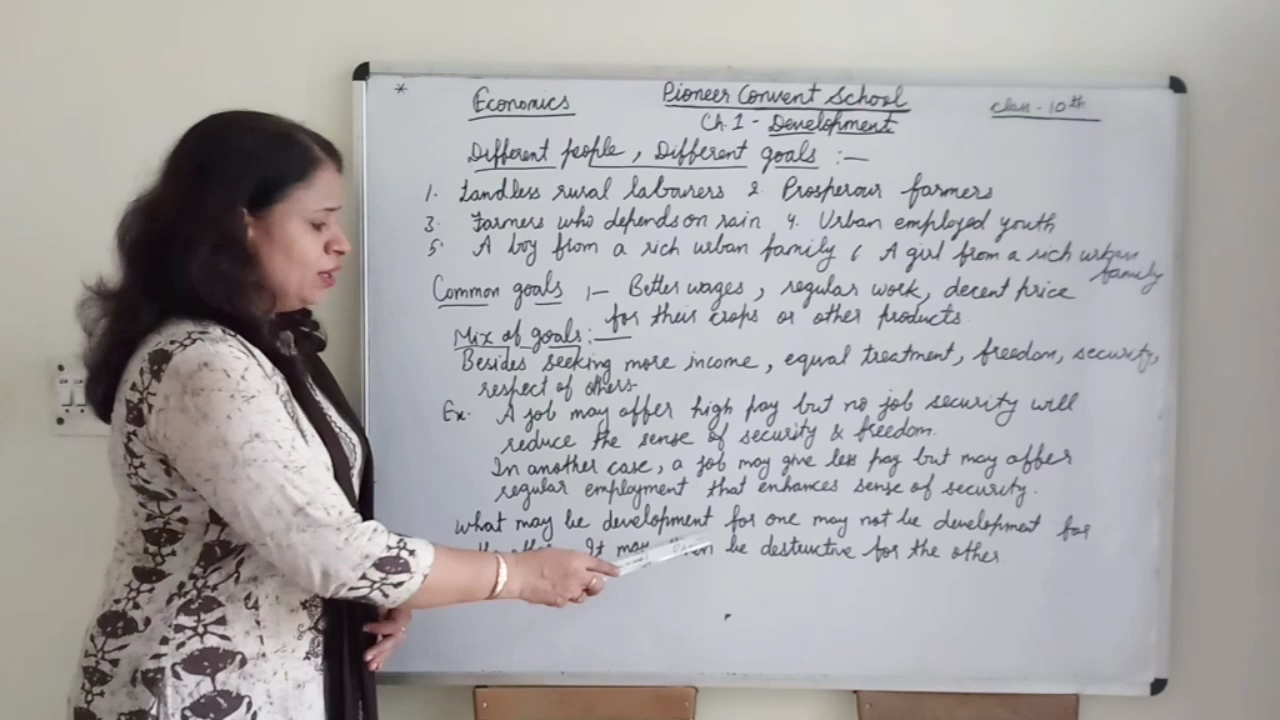 * Economics Pioneer Convent School class - 10th
Ch. 1 - Development
Different people, Different goals :—
1. Landless rural labourers 2. Prosperous farmers
3. Farmers who depends on rain 4. Urban employed youth
5 A boy from a rich urban family 6 A girl from a rich urban
family
Common goals :— Better wages, regular work, decent price
for their crops or other products.
Mix of goals :—
Besides seeking more income, equal treatment, freedom, security,
respect of others.
Ex. A job may offer high pay but no job security will
reduce the sense of security & freedom.
In another case, a job may give less pay but may offer
regular employment that enhances sense of security.
What may be development for one may not be development for
It may be destructive for the other